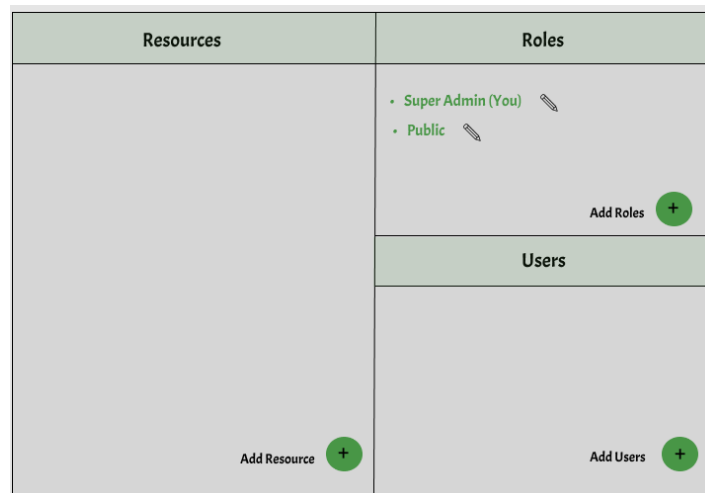 Resources
Roles
• Super Admin (You)
• Public
Add Roles
+
Users
Add Resource
+
Add Users
+